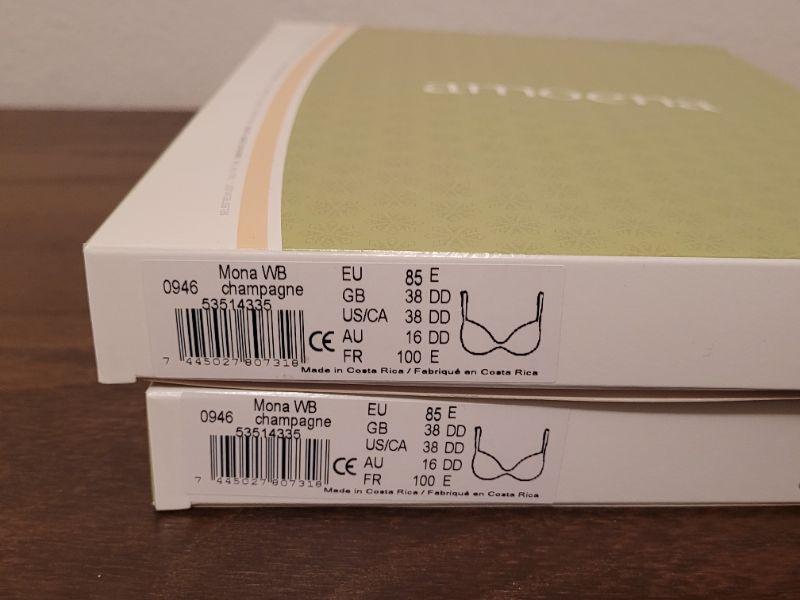 amoena
Mona WB
0946 champagne
53514335
7 445027 807318
CE
EU 85 E
GB 38 DD
US/CA 38 DD
AU 16 DD
FR 100 E
Made in Costa Rica / Fabriqué en Costa Rica
Mona WB
0946 champagne
53514335
7 445027 807318
CE
EU 85 E
GB 38 DD
US/CA 38 DD
AU 16 DD
FR 100 E
Made in Costa Rica / Fabriqué en Costa Rica